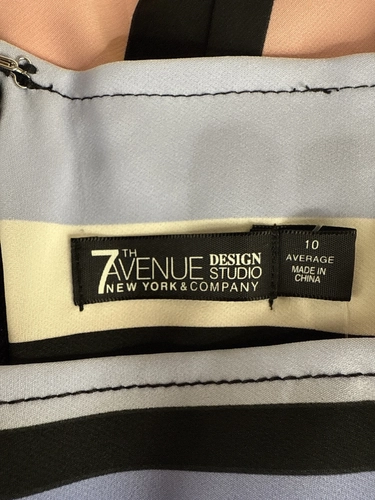 7TH AVENUE DESIGN STUDIO
NEW YORK & COMPANY
10
AVERAGE
MADE IN
CHINA